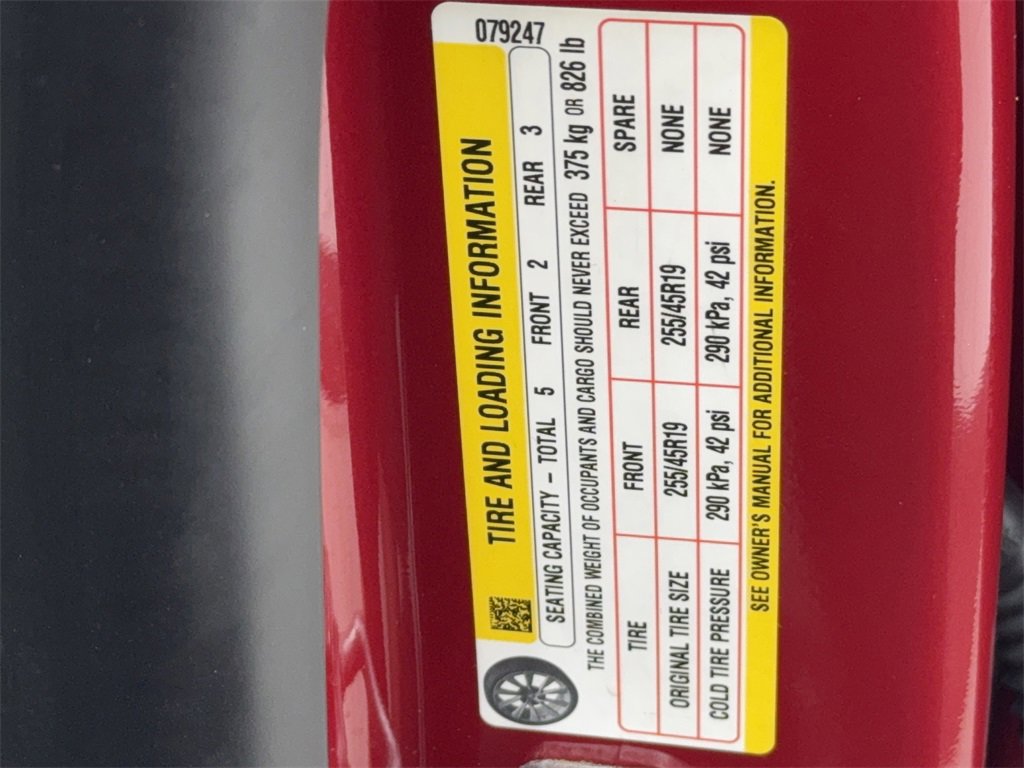 079247
TIRE AND LOADING INFORMATION
SEATING CAPACITY – TOTAL 5 FRONT 2 REAR 3
THE COMBINED WEIGHT OF OCCUPANTS AND CARGO SHOULD NEVER EXCEED 375 kg OR 826 lb
TIRE FRONT REAR SPARE
ORIGINAL TIRE SIZE 255/45R19 255/45R19 NONE
COLD TIRE PRESSURE 290 kPa, 42 psi 290 kPa, 42 psi NONE
SEE OWNER'S MANUAL FOR ADDITIONAL INFORMATION.